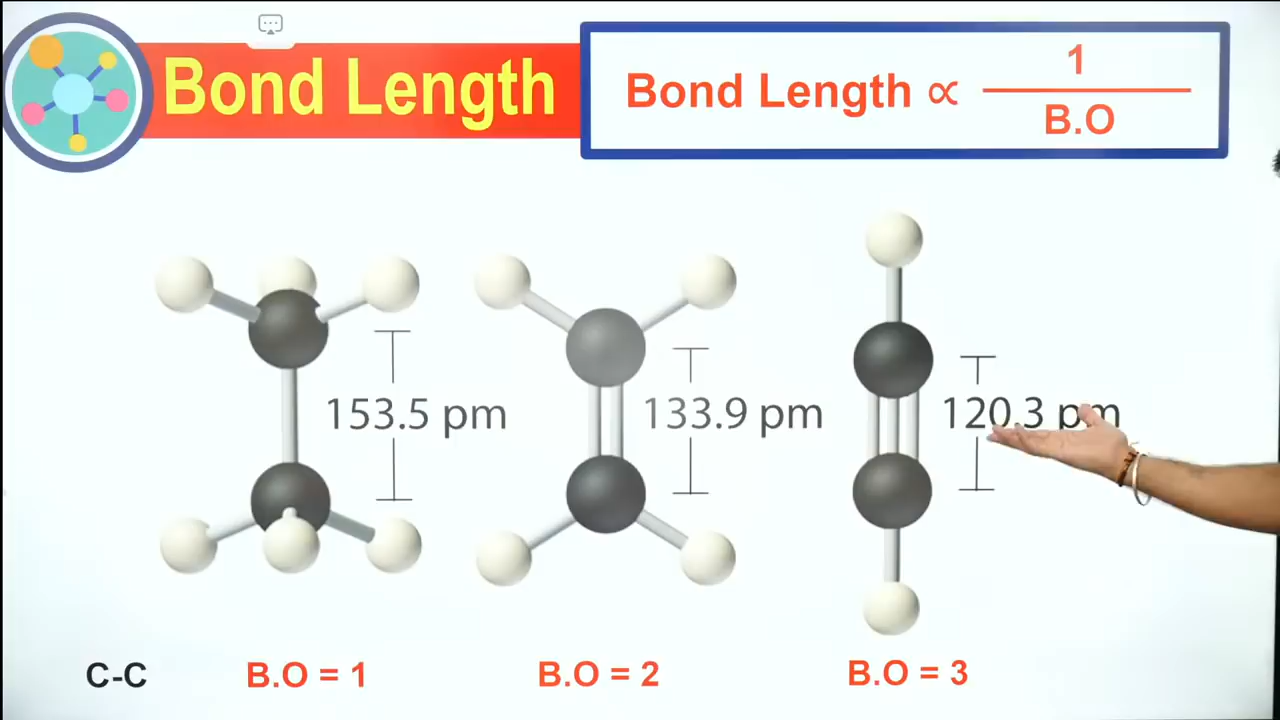 Bond Length
Bond Length ∝ 1
B.O
153.5 pm
133.9 pm
120.3 pm
C-C
B.O = 1
B.O = 2
B.O = 3